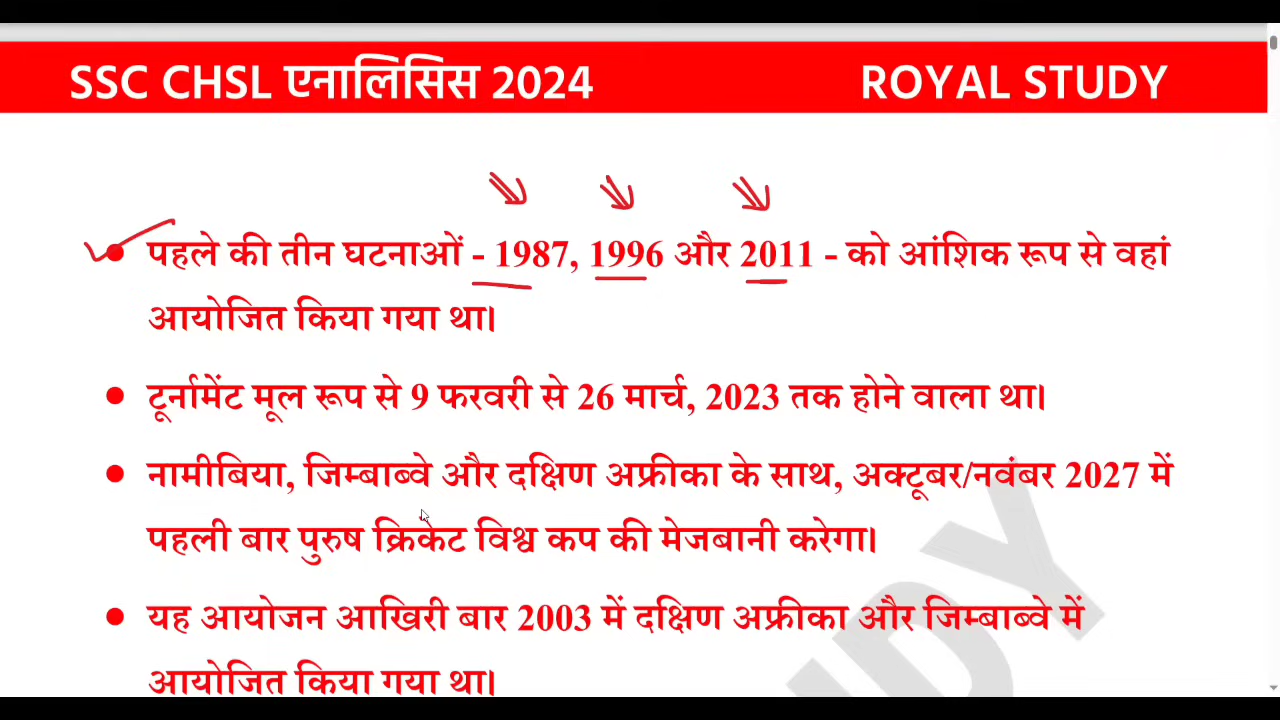 SSC CHSL एनालिसिस 2024
ROYAL STUDY
● पहले की तीन घटनाओं - 1987, 1996 और 2011 - को आंशिक रूप से वहां
आयोजित किया गया था।
● टूर्नामेंट मूल रूप से 9 फरवरी से 26 मार्च, 2023 तक होने वाला था।
● नामीबिया, जिम्बाब्वे और दक्षिण अफ्रीका के साथ, अक्टूबर/नवंबर 2027 में
पहली बार पुरुष क्रिकेट विश्व कप की मेजबानी करेगा।
● यह आयोजन आखिरी बार 2003 में दक्षिण अफ्रीका और जिम्बाब्वे में
आयोजित किया गया था।